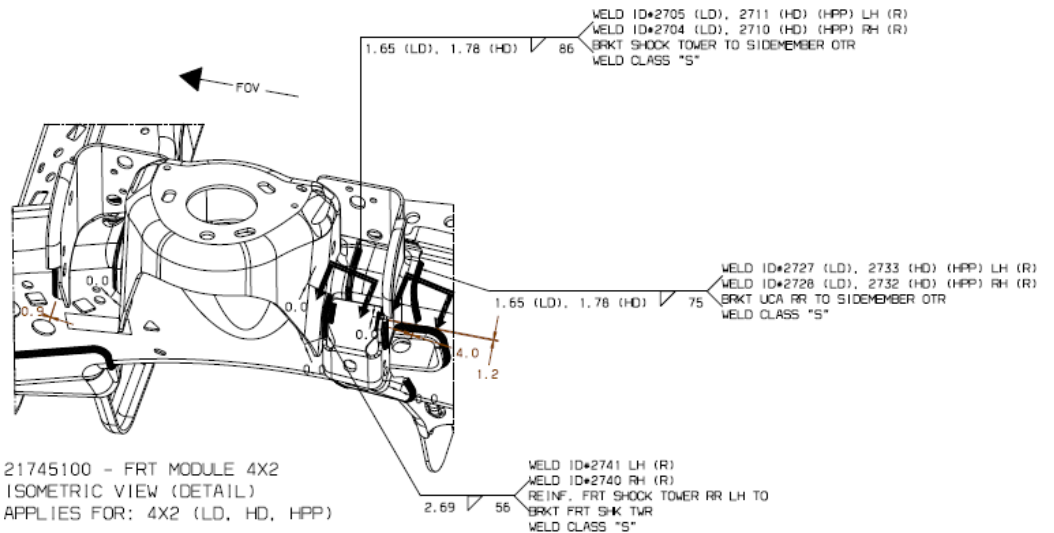 WELD ID#2705 (LD), 2711 (HD) (HPP) LH (R)
WELD ID#2704 (LD), 2710 (HD) (HPP) RH (R)
BRKT SHOCK TOWER TO SIDEMEMBER OTR
WELD CLASS "S"
1.65 (LD), 1.78 (HD) 86
FOV
WELD ID#2727 (LD), 2733 (HD) (HPP) LH (R)
WELD ID#2728 (LD), 2732 (HD) (HPP) RH (R)
BRKT UCA RR TO SIDEMEMBER OTR
WELD CLASS "S"
1.65 (LD), 1.78 (HD) 75
0.0
0.0
0.9
4.0
1.2
21745100 - FRT MODULE 4X2
ISOMETRIC VIEW (DETAIL)
APPLIES FOR: 4X2 (LD, HD, HPP)
WELD ID#2741 LH (R)
WELD ID#2740 RH (R)
REINF. FRT SHOCK TOWER RR LH TO
BRKT FRT SHK TWR
WELD CLASS "S"
2.69 56